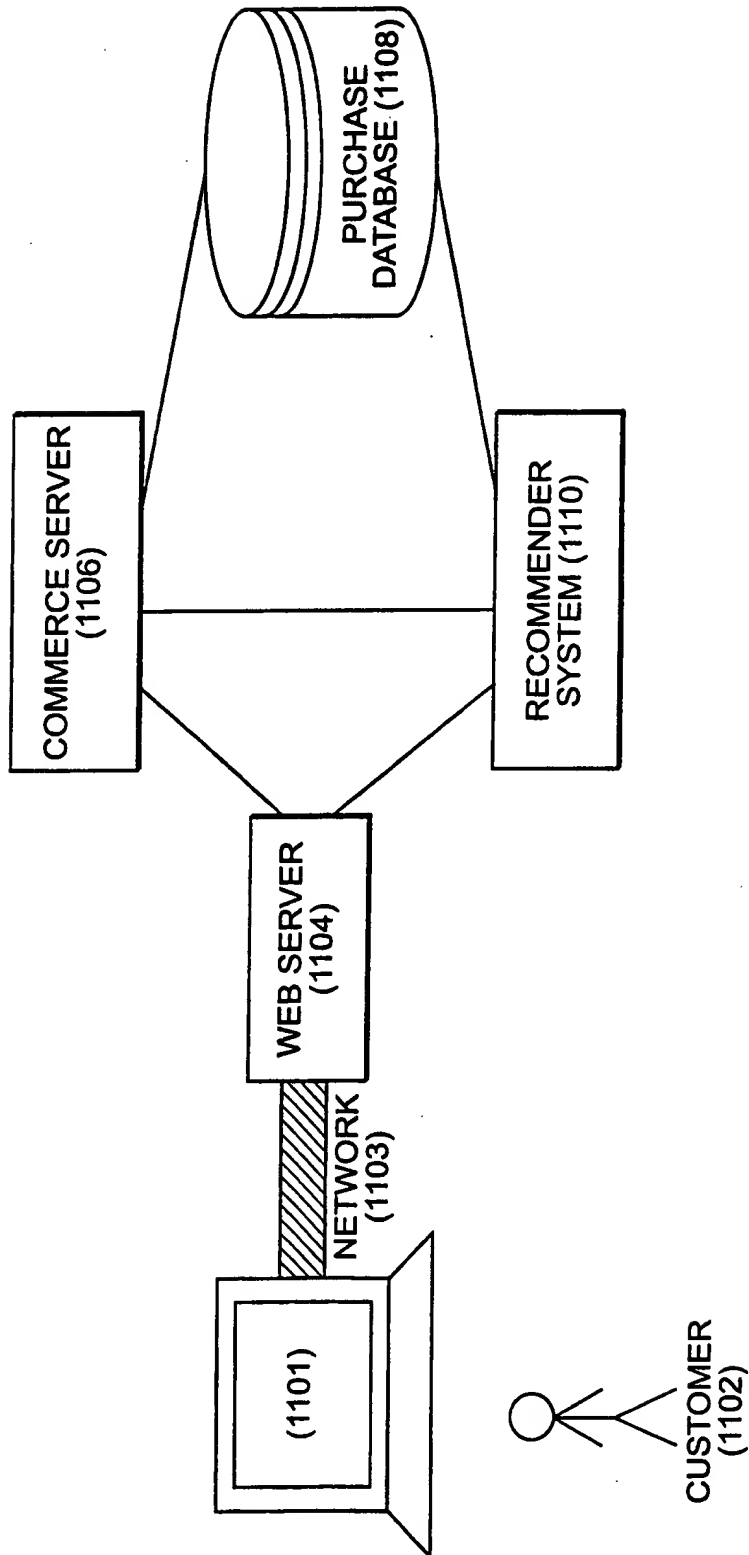 (1101)
CUSTOMER
(1102)
NETWORK
(1103)
WEB SERVER
(1104)
COMMERCE SERVER
(1106)
RECOMMENDER
SYSTEM (1110)
PURCHASE
DATABASE (1108)